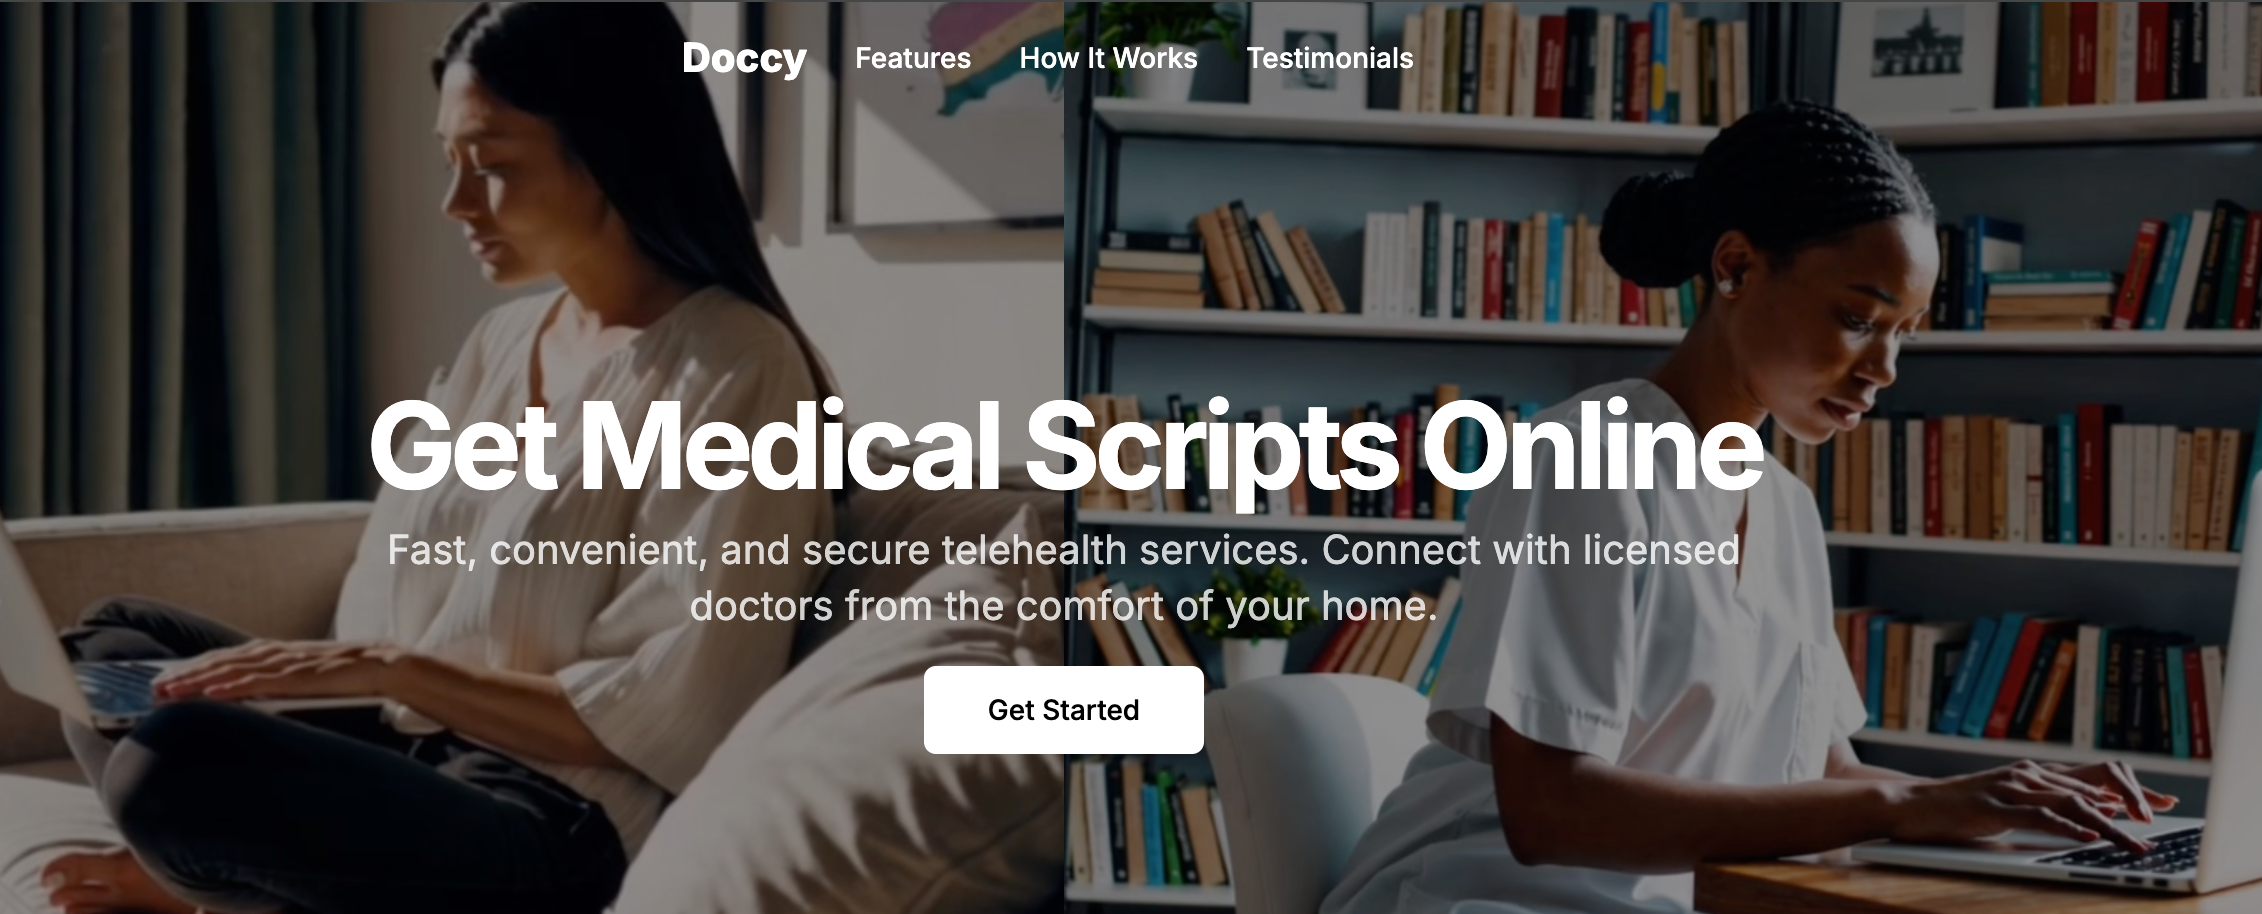 Doccy Features How It Works Testimonials
Get Medical Scripts Online
Fast, convenient, and secure telehealth services. Connect with licensed
doctors from the comfort of your home.
Get Started